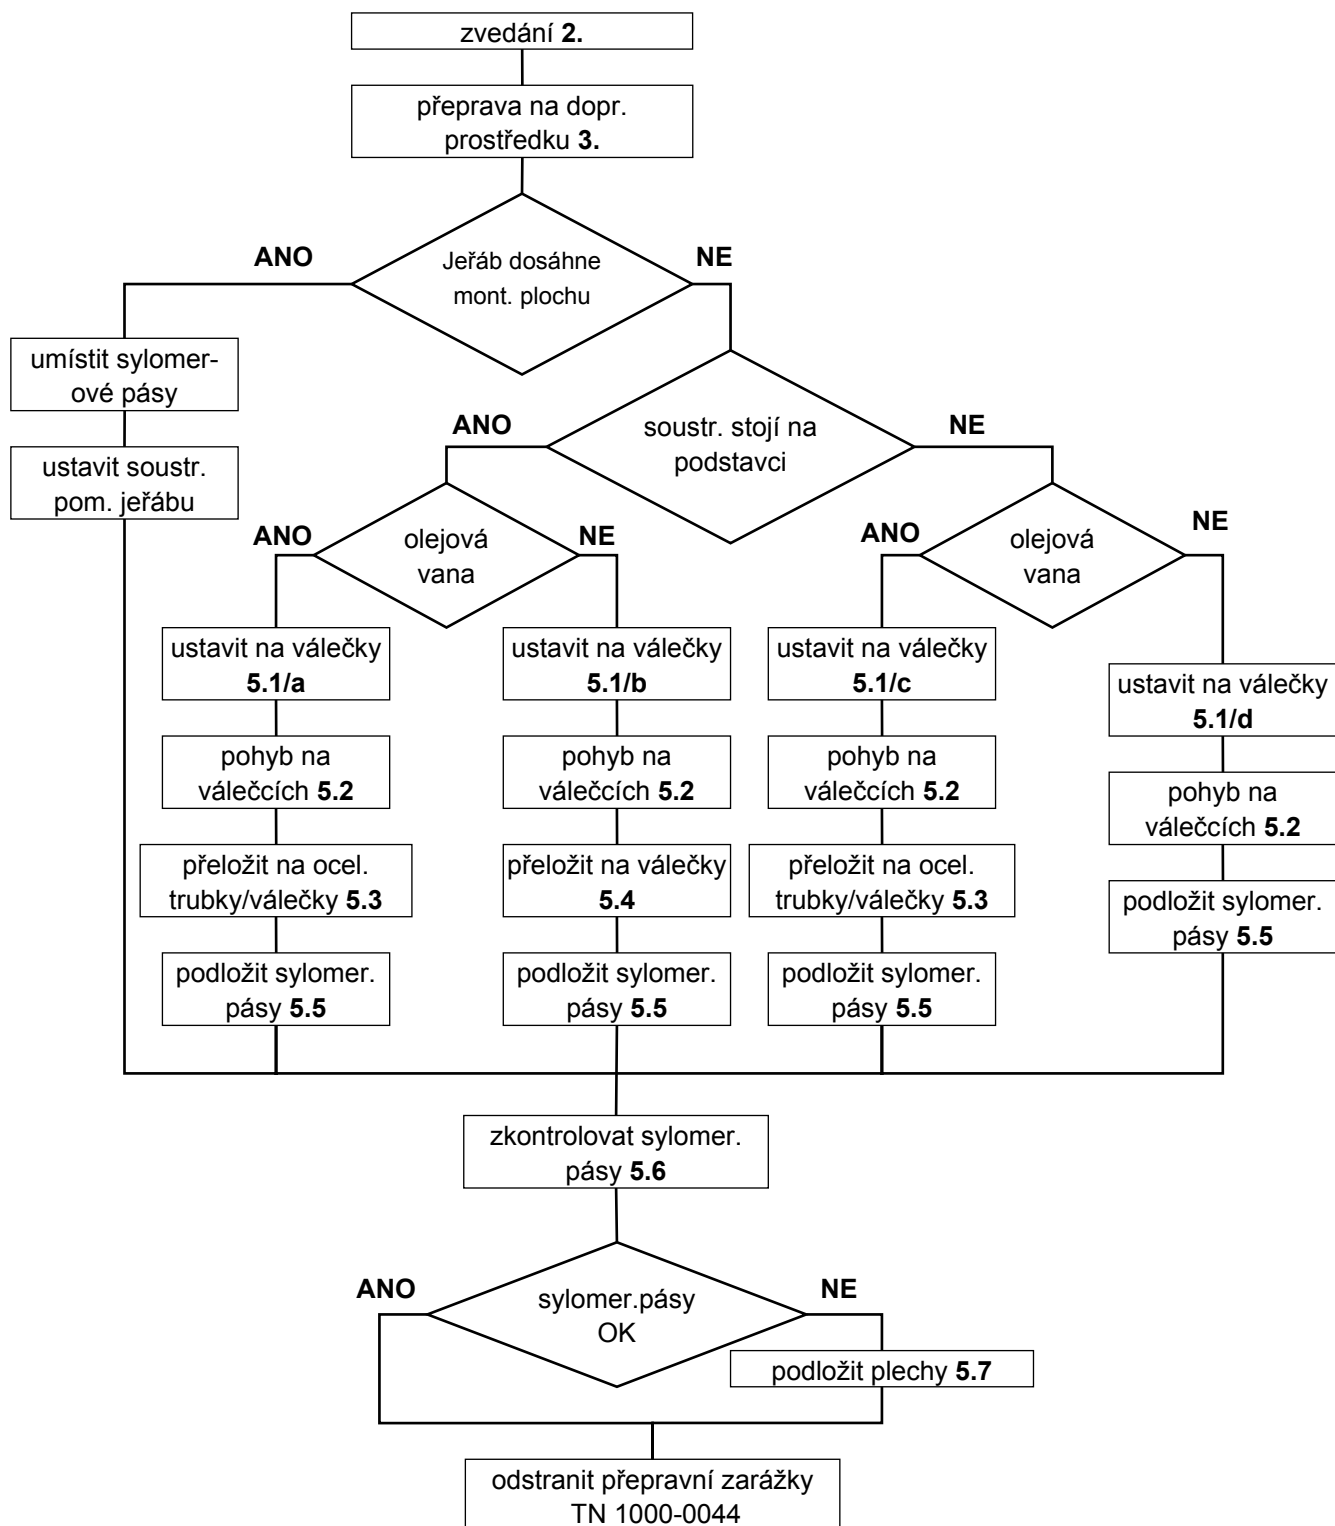 zvedání 2.
přeprava na dopr.
prostředku 3.
ANO
NE
Jeřáb dosáhne
mont. plochu
umístit sylomer-
ové pásy
ustavit soustr.
pom. jeřábu
ANO
NE
soustr. stojí na
podstavci
ANO
NE
olejová
vana
ANO
NE
olejová
vana
ustavit na válečky
5.1/a
ustavit na válečky
5.1/b
ustavit na válečky
5.1/c
ustavit na válečky
5.1/d
pohyb na
válečcích 5.2
pohyb na
válečcích 5.2
pohyb na
válečcích 5.2
pohyb na
válečcích 5.2
přeložit na ocel.
trubky/válečky 5.3
přeložit na válečky
5.4
přeložit na ocel.
trubky/válečky 5.3
podložit sylomer.
pásy 5.5
podložit sylomer.
pásy 5.5
podložit sylomer.
pásy 5.5
podložit sylomer.
pásy 5.5
zkontrolovat sylomer.
pásy 5.6
ANO
NE
sylomer.pásy
OK
podložit plechy 5.7
odstranit přepravní zarážky
TN 1000-0044